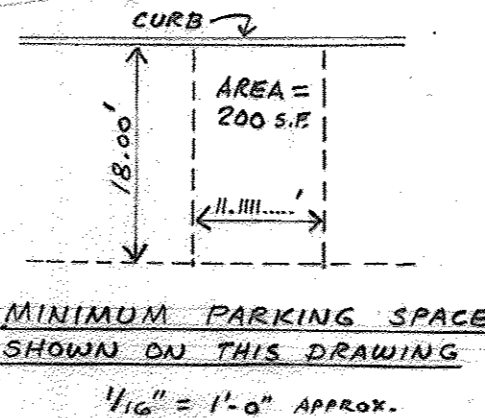 CURB
AREA =
200 S.F.
18.00'
11.1111.....'
MINIMUM PARKING SPACE
SHOWN ON THIS DRAWING
1/16" = 1'-0" APPROX.